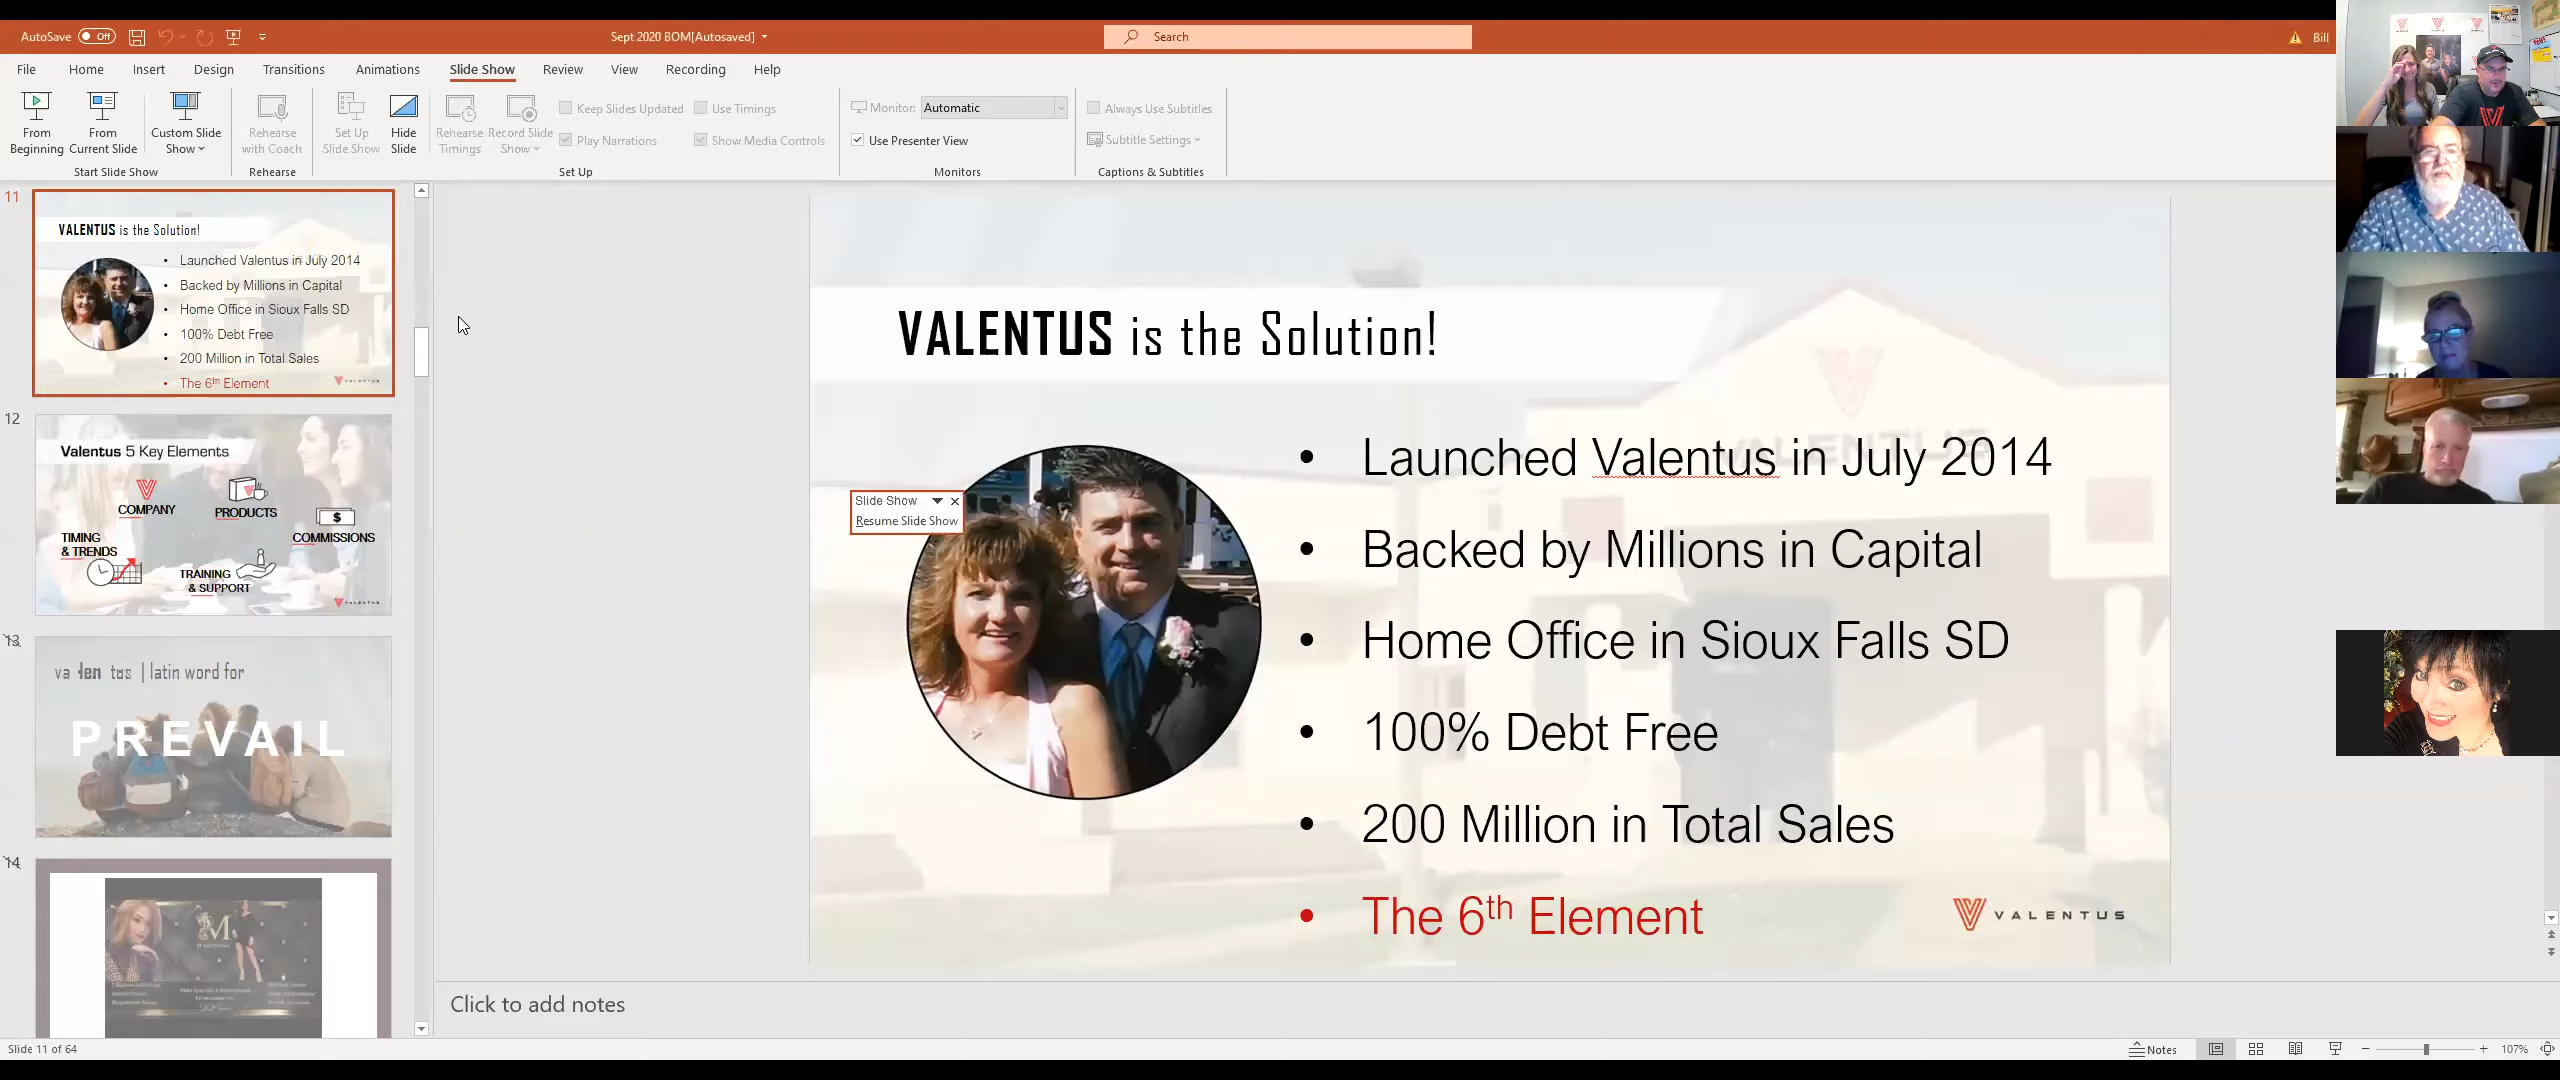 AutoSave Off
Sept 2020 BOM[Autosaved]
Search
Bill
File Home Insert Design Transitions Animations Slide Show Review View Recording Help
From Beginning
From Current Slide
Custom Slide Show
Start Slide Show
Rehearse with Coach
Rehearse
Set Up Slide Show
Hide Slide
Rehearse Timings
Record Slide Show
Keep Slides Updated
Play Narrations
Use Timings
Show Media Controls
Set Up
Monitor: Automatic
Use Presenter View
Monitors
Always Use Subtitles
Subtitle Settings
Captions & Subtitles
11
VALENTUS is the Solution!
• Launched Valentus in July 2014
• Backed by Millions in Capital
• Home Office in Sioux Falls SD
• 100% Debt Free
• 200 Million in Total Sales
• The 6th Element
VALENTUS
12
Valentus 5 Key Elements
COMPANY
PRODUCTS
$
COMMISSIONS
TIMING
& TRENDS
TRAINING
& SUPPORT
VALENTUS
13
va len tus | latin word for
PREVAIL
14
M
VALENTUS is the Solution!
VALENTUS
Slide Show
Resume Slide Show
• Launched Valentus in July 2014
• Backed by Millions in Capital
• Home Office in Sioux Falls SD
• 100% Debt Free
• 200 Million in Total Sales
• The 6th Element
VALENTUS
Click to add notes
Slide 11 of 64
Notes
107%